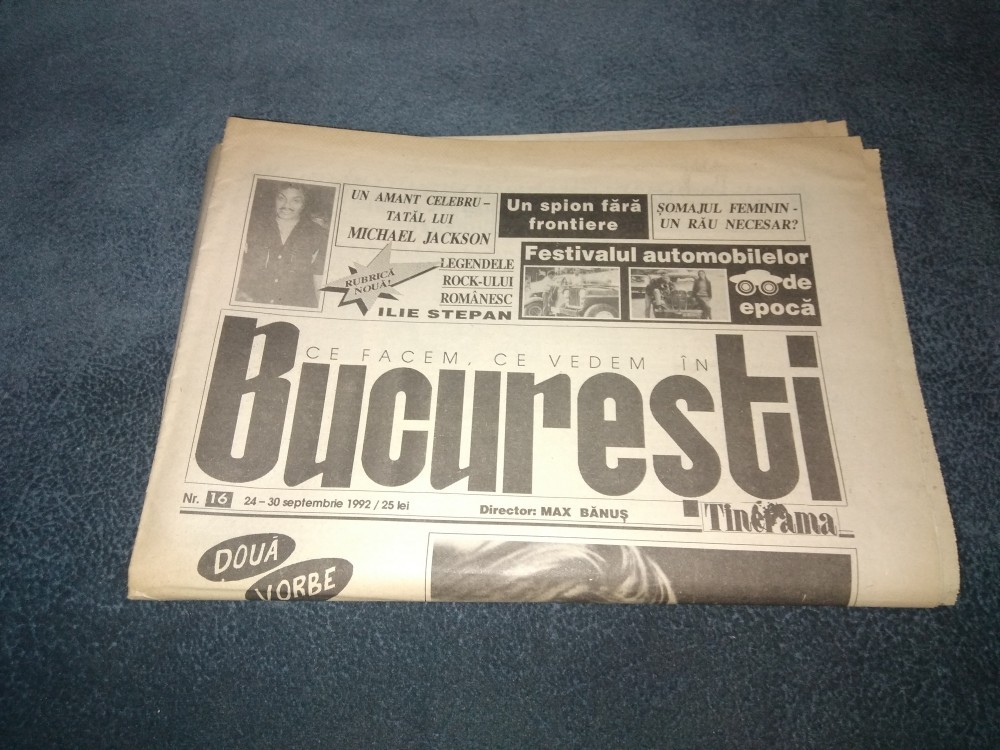 UN AMANT CELEBRU –
TATĂL LUI
MICHAEL JACKSON
Un spion fără
frontiere
ŞOMAJUL FEMININ -
UN RĂU NECESAR?
RUBRICĂ
NOUĂ!
LEGENDELE
ROCK-ULUI
ROMÂNESC
ILIE STEPAN
Festivalul automobilelor
de
epocă
CE FACEM, CE VEDEM ÎN
Bucureşti
Nr. 16 24 – 30 septembrie 1992 / 25 lei
Director: MAX BĂNUŞ
Tinerama
DOUĂ
VORBE